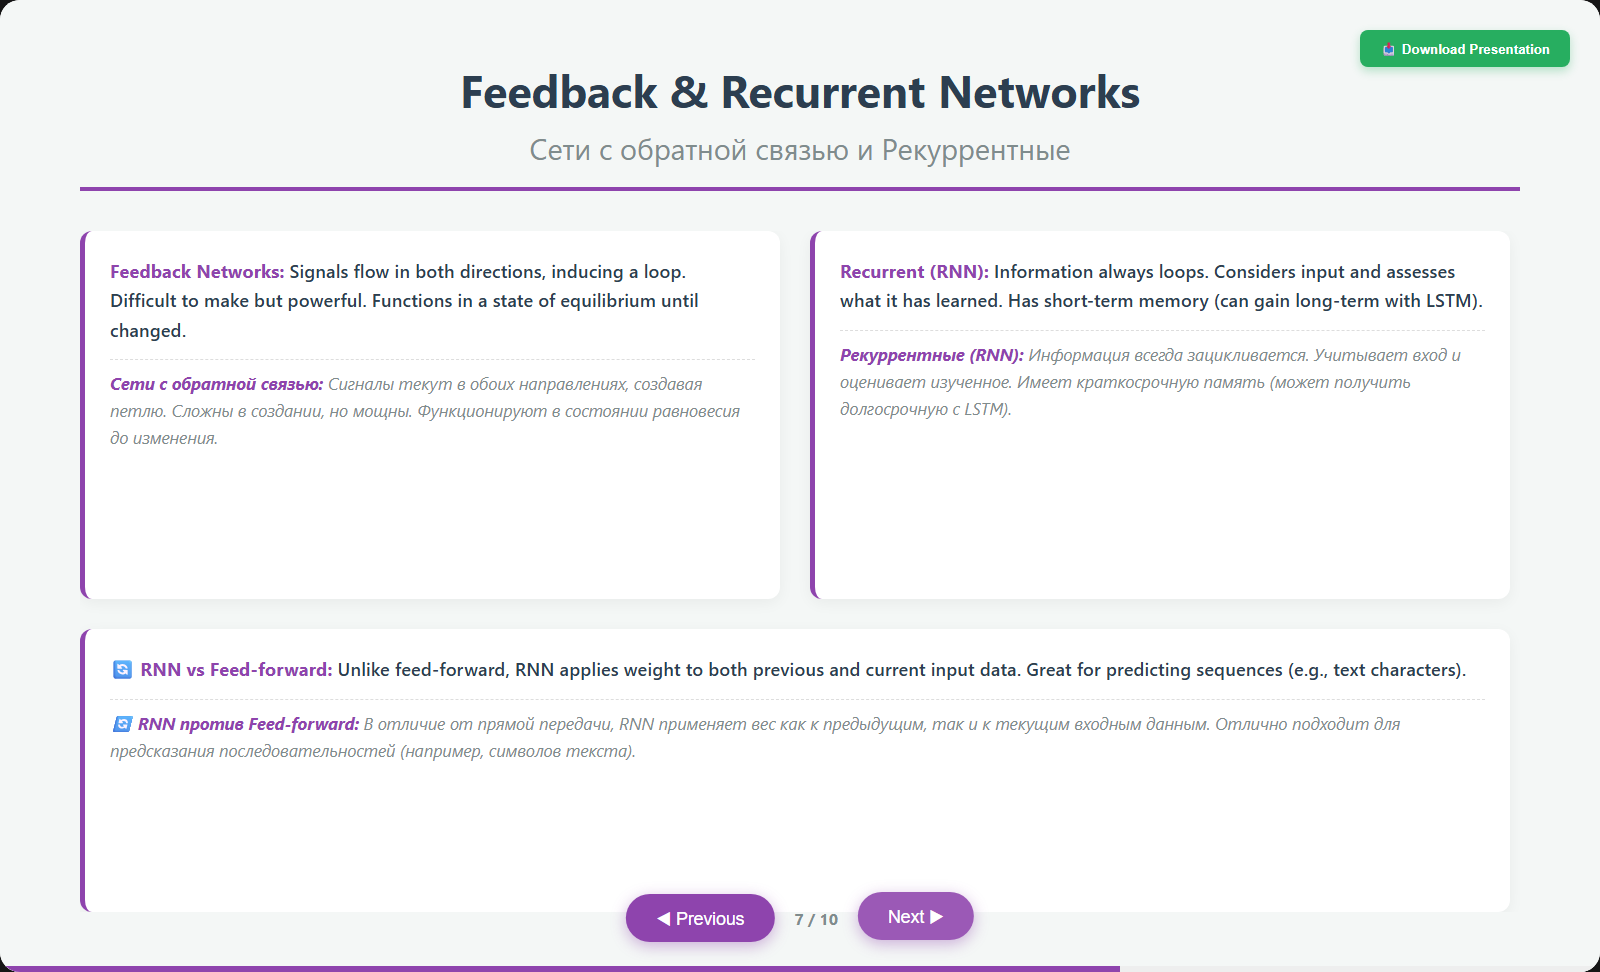 Download Presentation
Feedback & Recurrent Networks
Сети с обратной связью и Рекуррентные
Feedback Networks: Signals flow in both directions, inducing a loop.
Difficult to make but powerful. Functions in a state of equilibrium until
changed.
Сети с обратной связью: Сигналы текут в обоих направлениях, создавая
петлю. Сложны в создании, но мощны. Функционируют в состоянии равновесия
до изменения.
Recurrent (RNN): Information always loops. Considers input and assesses
what it has learned. Has short-term memory (can gain long-term with LSTM).
Рекуррентные (RNN): Информация всегда зацикливается. Учитывает вход и
оценивает изученное. Имеет краткосрочную память (может получить
долгосрочную с LSTM).
🔄 RNN vs Feed-forward: Unlike feed-forward, RNN applies weight to both previous and current input data. Great for predicting sequences (e.g., text characters).
🔄 RNN против Feed-forward: В отличие от прямой передачи, RNN применяет вес как к предыдущим, так и к текущим входным данным. Отлично подходит для
предсказания последовательностей (например, символов текста).
◀ Previous
7 / 10
Next ▶